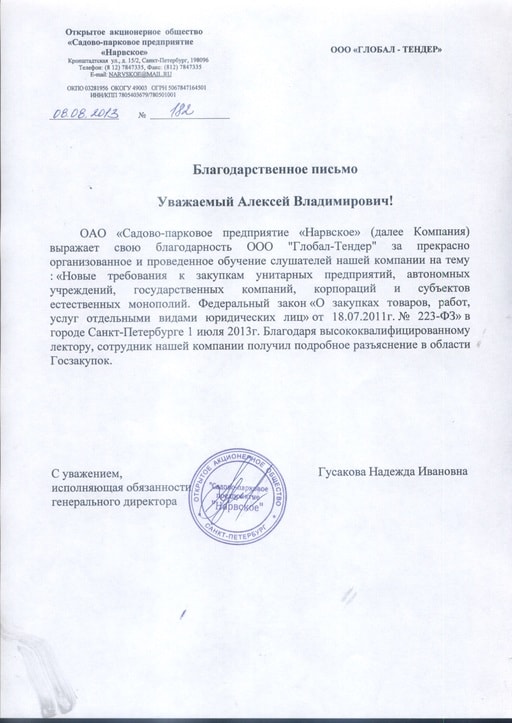 Открытое акционерное общество
«Садово-парковое предприятие
«Нарвское»
Кронштадтская ул., д. 15/2, Санкт-Петербург, 198096
Телефон: (8 12) 7847335, Факс: (812) 7847335
E-mail: NARVSKOE@MAIL.RU
ОКПО 03281956 ОКОГУ 49003 ОГРН 5067847164501
ИНН/КПП 7805403679/780501001
08.08.2013 № 182
ООО «ГЛОБАЛ - ТЕНДЕР»
Благодарственное письмо
Уважаемый Алексей Владимирович!
ОАО «Садово-парковое предприятие «Нарвское» (далее Компания)
выражает свою благодарность ООО "Глобал-Тендер" за прекрасно
организованное и проведенное обучение слушателей нашей компании на тему
: «Новые требования к закупкам унитарных предприятий, автономных
учреждений, государственных компаний, корпораций и субъектов
естественных монополий. Федеральный закон «О закупках товаров, работ,
услуг отдельными видами юридических лиц» от 18.07.2011г. № 223-ФЗ» в
городе Санкт-Петербурге 1 июля 2013г. Благодаря высококвалифицированному
лектору, сотрудник нашей компании получил подробное разъяснение в области
Госзакупок.
С уважением,
исполняющая обязанности
генерального директора
Гусакова Надежда Ивановна
ОТКРЫТОЕ АКЦИОНЕРНОЕ ОБЩЕСТВО
"Садово-парковое
предприятие
"Нарвское"
САНКТ-ПЕТЕРБУРГ